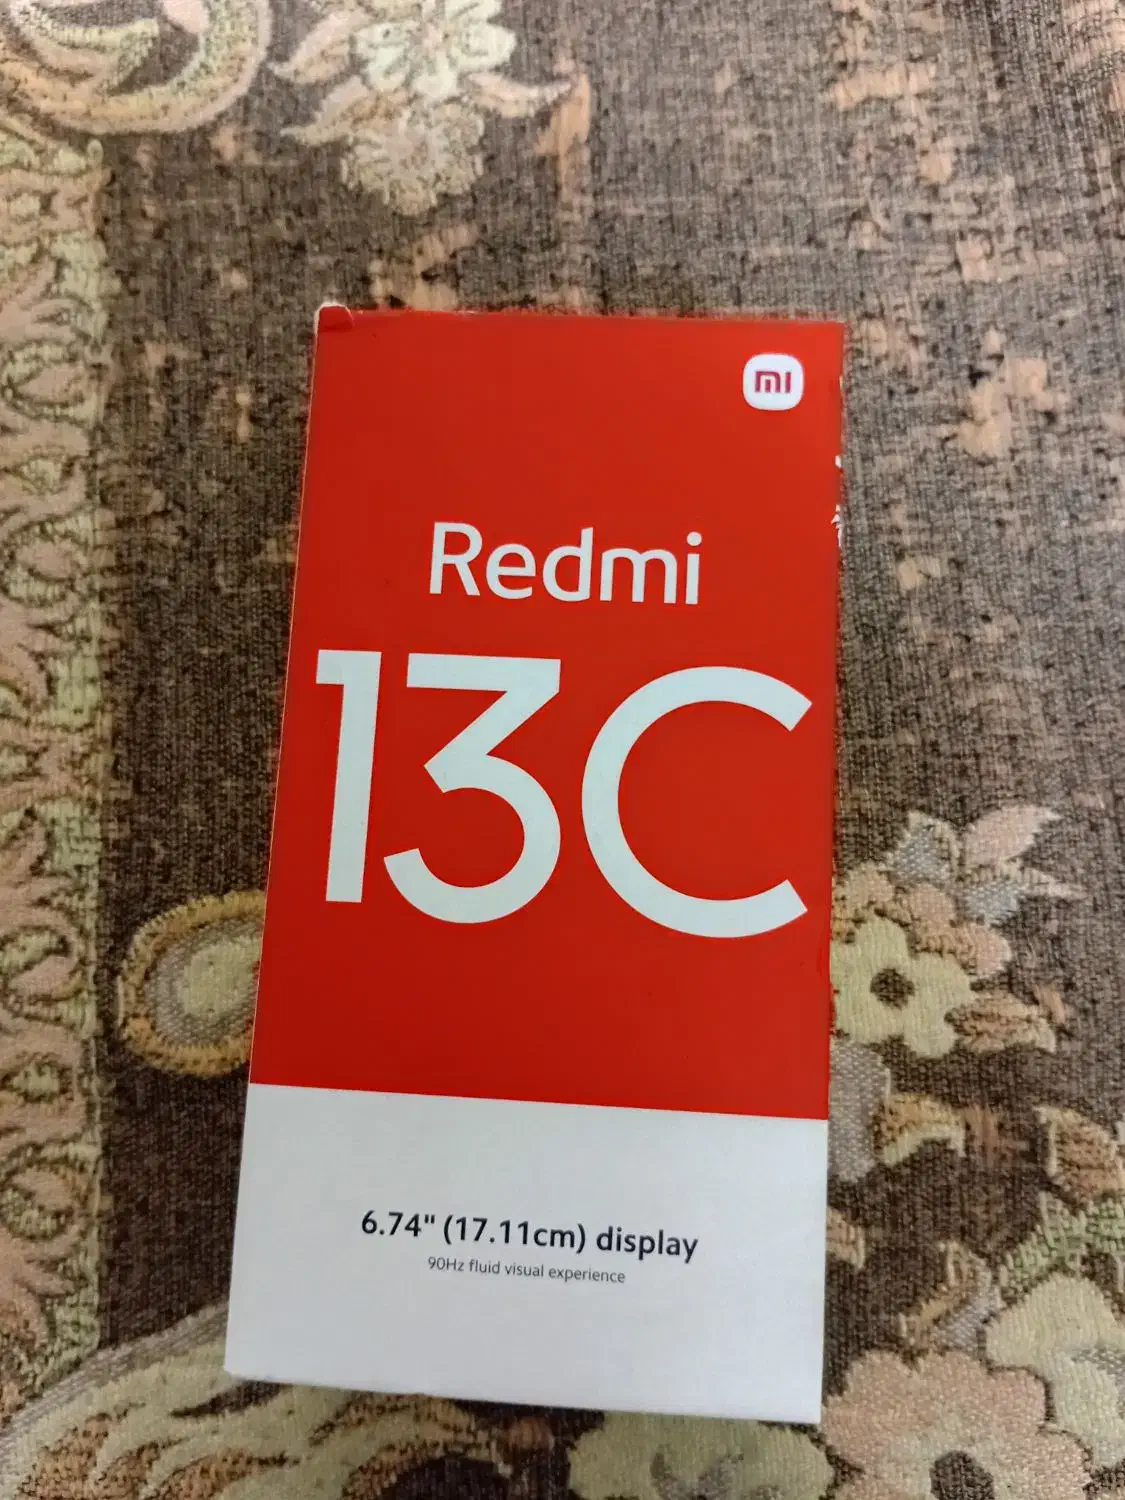 mi
Redmi
13C
6.74" (17.11cm) display
90Hz fluid visual experience